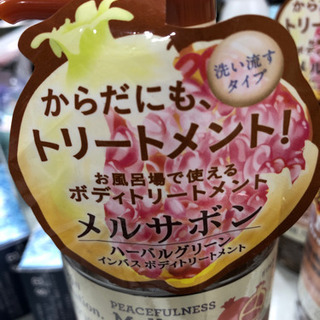 洗い流す
タイプ
からだにも、
トリートメント!
お風呂場で使える
ボディトリートメント
メルサボン
ハーバルグリーン
インバス ボディトリートメント
PEACEFULNESS